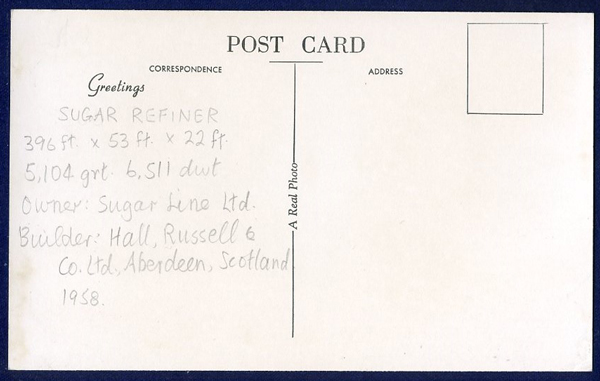 POST CARD
CORRESPONDENCE
ADDRESS
Greetings
SUGAR REFINER
396 ft. x 53 ft. x 22 ft.
5,104 grt. 6,511 dwt
Owner: Sugar Line Ltd.
Builder: Hall, Russell &
Co. Ltd., Aberdeen, Scotland
1958.
A Real Photo